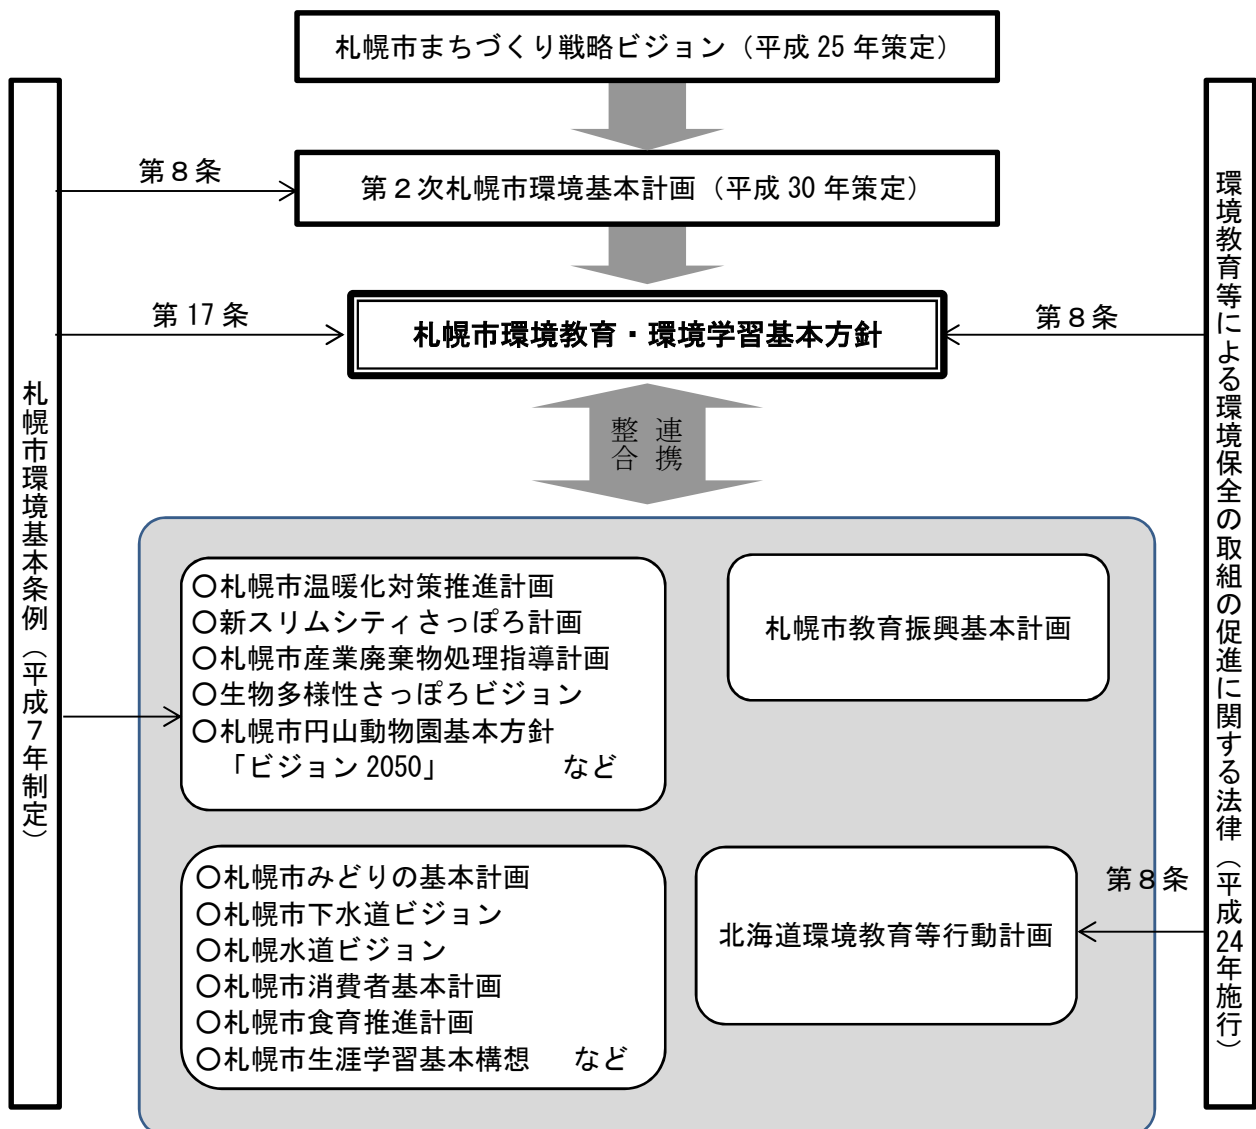 札幌市まちづくり戦略ビジョン（平成 25 年策定）
第８条
第２次札幌市環境基本計画（平成 30 年策定）
第 17 条
札幌市環境教育・環境学習基本方針
第８条
連携
整合
札幌市環境基本条例（平成７年制定）
環境教育等による環境保全の取組の促進に関する法律（平成24年施行）
〇札幌市温暖化対策推進計画
〇新スリムシティさっぽろ計画
〇札幌市産業廃棄物処理指導計画
〇生物多様性さっぽろビジョン
〇札幌市円山動物園基本方針
「ビジョン 2050」 など
札幌市教育振興基本計画
〇札幌市みどりの基本計画
〇札幌市下水道ビジョン
〇札幌水道ビジョン
〇札幌市消費者基本計画
〇札幌市食育推進計画
〇札幌市生涯学習基本構想 など
北海道環境教育等行動計画
第８条